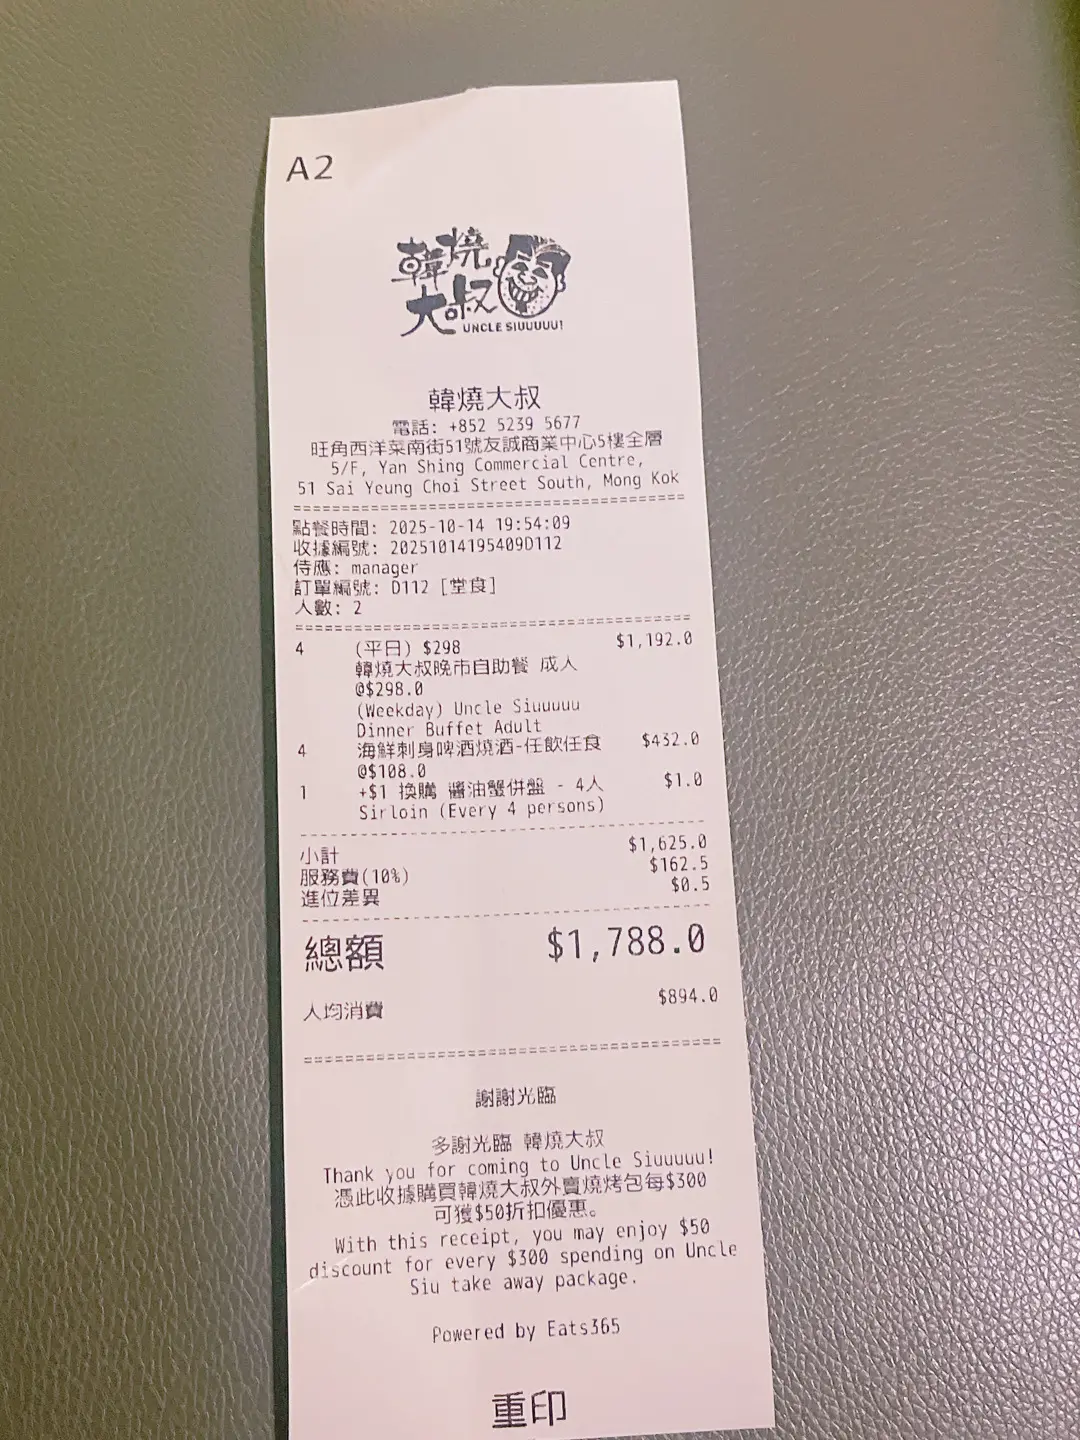 A2
韓燒
大叔
UNCLE SIUUUUU!
韓燒大叔
電話: +852 5239 5677
旺角西洋菜南街51號友誠商業中心5樓全層
5/F, Yan Shing Commercial Centre,
51 Sai Yeung Choi Street South, Mong Kok
點餐時間: 2025-10-14 19:54:09
收據編號: 20251014195409D112
侍應: manager
訂單編號: D112 [堂食]
人數: 2
4 (平日) $298 $1,192.0
韓燒大叔晚市自助餐 成人
@$298.0
(Weekday) Uncle Siuuuuu
Dinner Buffet Adult
4 海鮮刺身啤酒燒酒-任飲任食 $432.0
@$108.0
1 +$1 換購 醬油蟹併盤 - 4人 $1.0
Sirloin (Every 4 persons)
小計 $1,625.0
服務費(10%) $162.5
進位差異 $0.5
總額 $1,788.0
人均消費 $894.0
謝謝光臨
多謝光臨 韓燒大叔
Thank you for coming to Uncle Siuuuuu!
憑此收據購買韓燒大叔外賣燒烤包每$300
可獲$50折扣優惠。
With this receipt, you may enjoy $50
discount for every $300 spending on Uncle
Siu take away package.
Powered by Eats365
重印